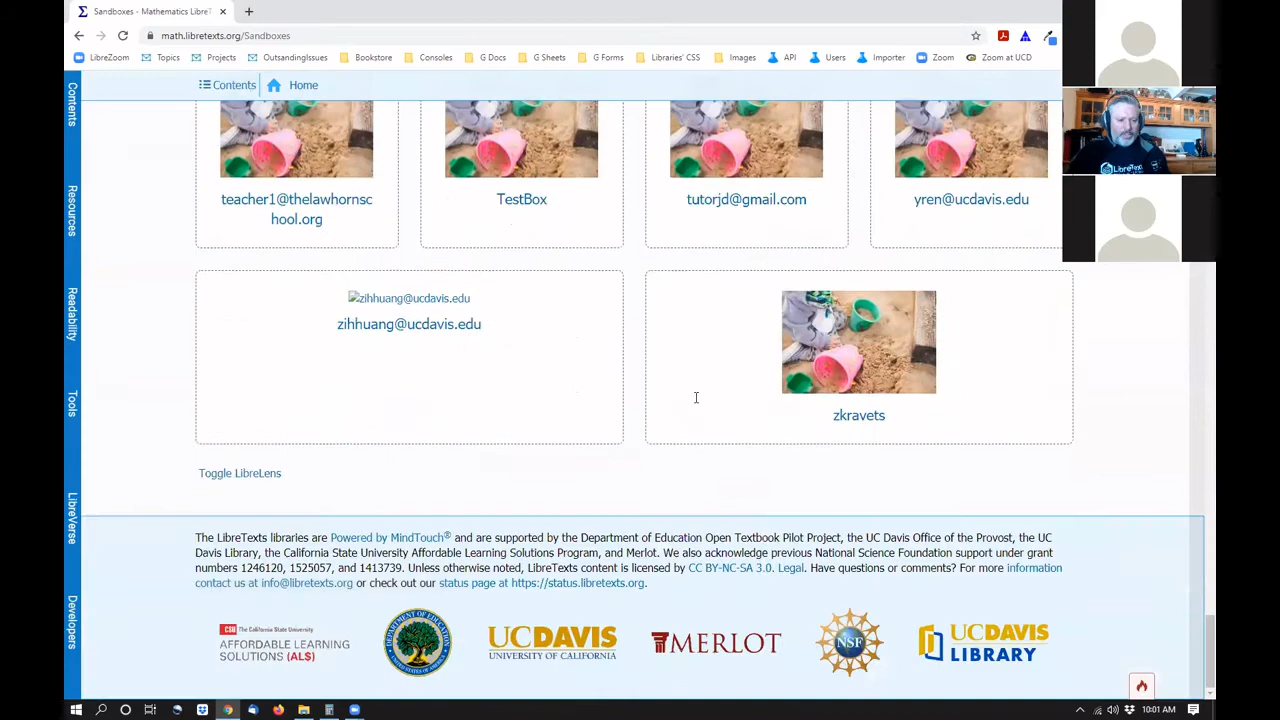 Sandboxes - Mathematics LibreT
math.libretexts.org/Sandboxes
LibreZoom Topics Projects OutsandingIssues Bookstore Consoles G Docs G Sheets G Forms Libraries' CSS Images API Users Importer Zoom Zoom at UCD
Contents Home
Contents
Resources
Readability
Tools
LibreVerse
Developers
teacher1@thelawhornsc
hool.org
TestBox
tutorjd@gmail.com
yren@ucdavis.edu
zihhuang@ucdavis.edu
zihhuang@ucdavis.edu
zkravets
Toggle LibreLens
The LibreTexts libraries are Powered by MindTouch® and are supported by the Department of Education Open Textbook Pilot Project, the UC Davis Office of the Provost, the UC
Davis Library, the California State University Affordable Learning Solutions Program, and Merlot. We also acknowledge previous National Science Foundation support under grant
numbers 1246120, 1525057, and 1413739. Unless otherwise noted, LibreTexts content is licensed by CC BY-NC-SA 3.0. Legal. Have questions or comments? For more information
contact us at info@libretexts.org or check out our status page at https://status.libretexts.org.
CSU The California State University
AFFORDABLE LEARNING
SOLUTIONS (AL$)
UCDAVIS
UNIVERSITY OF CALIFORNIA
MERLOT
NSF
UCDAVIS
LIBRARY
10:01 AM